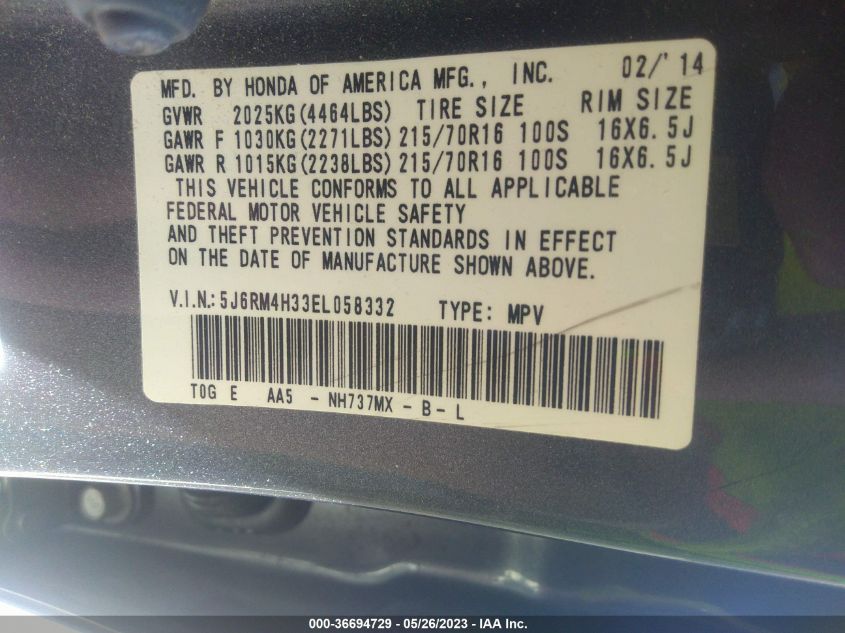 MFD. BY HONDA OF AMERICA MFG., INC. 02/'14
GVWR 2025KG(4464LBS) TIRE SIZE RIM SIZE
GAWR F 1030KG(2271LBS) 215/70R16 100S 16X6.5J
GAWR R 1015KG(2238LBS) 215/70R16 100S 16X6.5J
THIS VEHICLE CONFORMS TO ALL APPLICABLE
FEDERAL MOTOR VEHICLE SAFETY
AND THEFT PREVENTION STANDARDS IN EFFECT
ON THE DATE OF MANUFACTURE SHOWN ABOVE.
V.I.N.: 5J6RM4H33EL058332 TYPE: MPV
T0G E AA5 - NH737MX - B - L
000-36694729 - 05/26/2023 - IAA Inc.